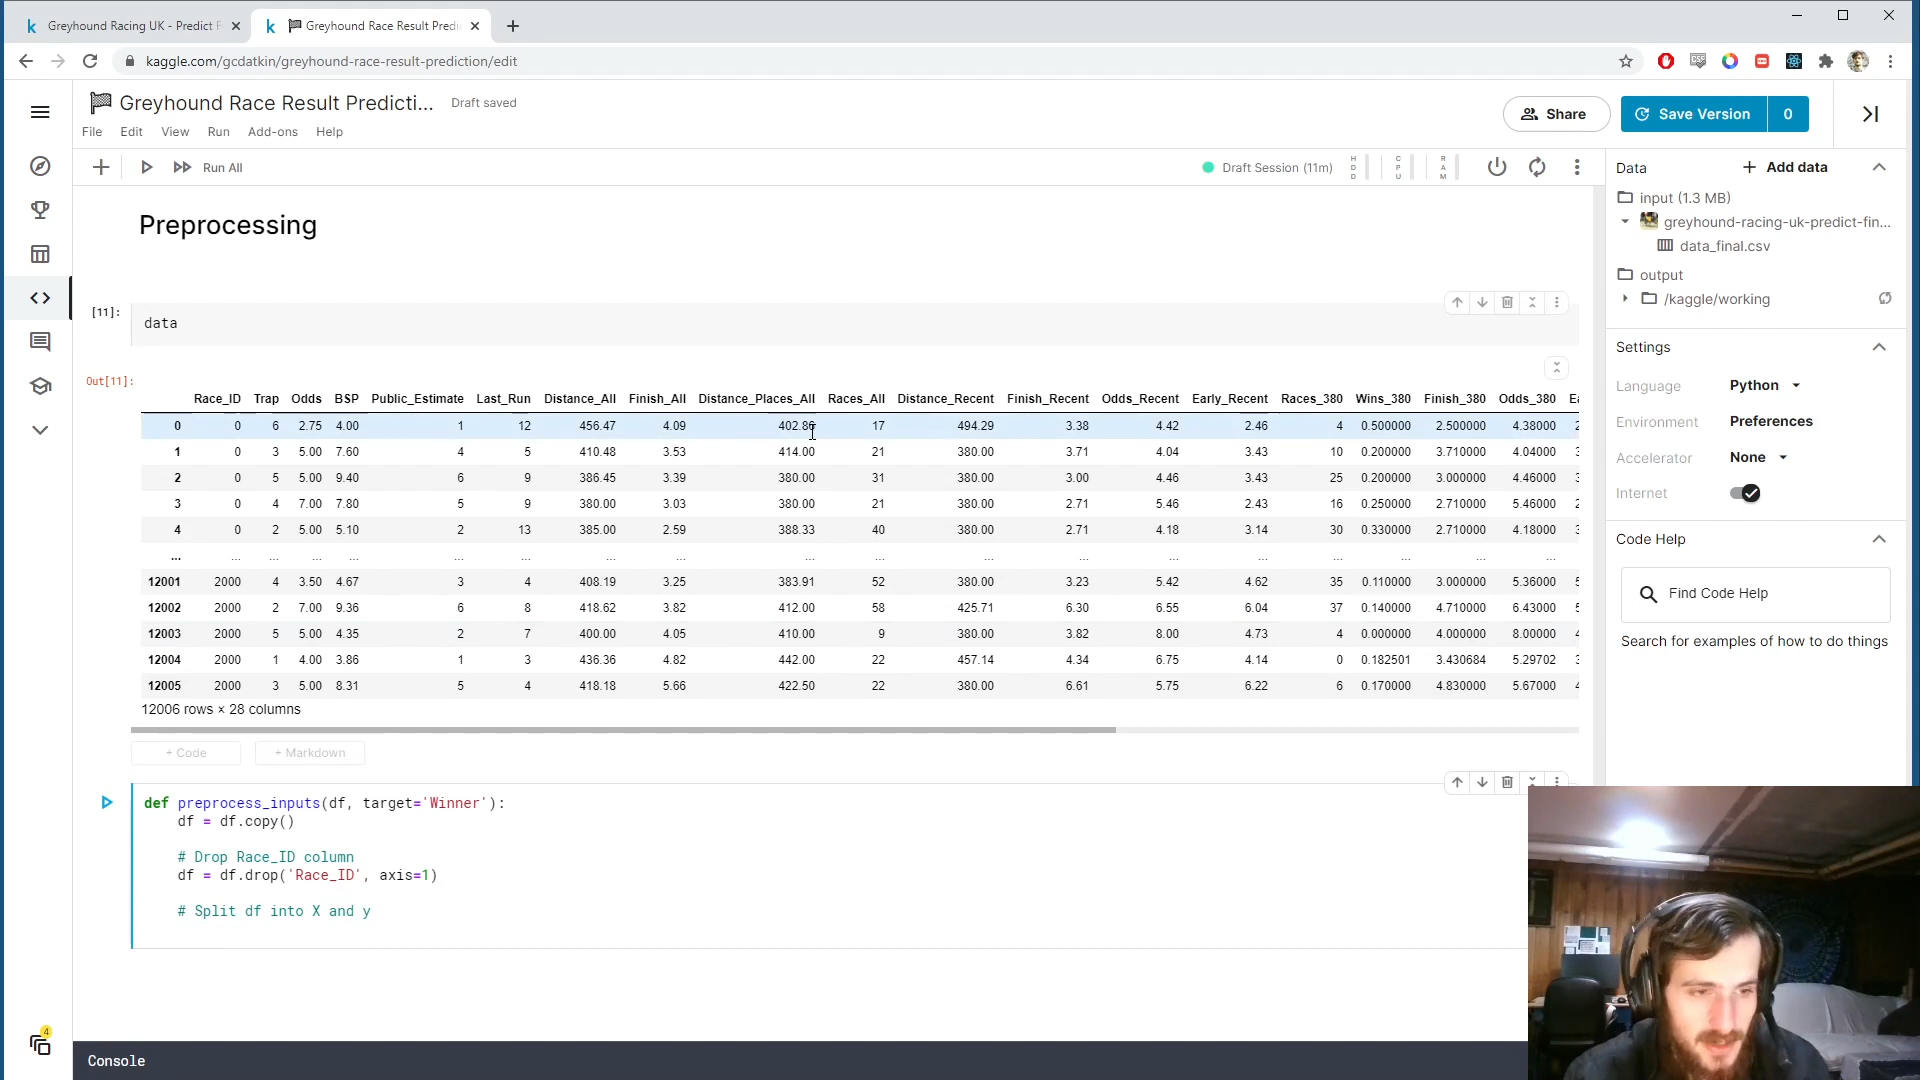 Greyhound Racing UK - Predict F
Greyhound Race Result Predi
kaggle.com/gcdatkin/greyhound-race-result-prediction/edit
Greyhound Race Result Predicti...
Draft saved
Share
Save Version
0
File
Edit
View
Run
Add-ons
Help
Run All
Draft Session (11m)
HDD
CPU
RAM
Preprocessing
[11]:
data
Out[11]:
Race_ID Trap Odds BSP Public_Estimate Last_Run Distance_All Finish_All Distance_Places_All Races_All Distance_Recent Finish_Recent Odds_Recent Early_Recent Races_380 Wins_380 Finish_380 Odds_380 Ea
0 0 6 2.75 4.00 1 12 456.47 4.09 402.86 17 494.29 3.38 4.42 2.46 4 0.500000 2.500000 4.38000 2
1 0 3 5.00 7.60 4 5 410.48 3.53 414.00 21 380.00 3.71 4.04 3.43 10 0.200000 3.710000 4.04000 3
2 0 5 5.00 9.40 6 9 386.45 3.39 380.00 31 380.00 3.00 4.46 3.43 25 0.200000 3.000000 4.46000 3
3 0 4 7.00 7.80 5 9 380.00 3.03 380.00 21 380.00 2.71 5.46 2.43 16 0.250000 2.710000 5.46000 2
4 0 2 5.00 5.10 2 13 385.00 2.59 388.33 40 380.00 2.71 4.18 3.14 30 0.330000 2.710000 4.18000 3
... ... ... ... ... ... ... ... ... ... ... ... ... ... ... ... ... ... ...
12001 2000 4 3.50 4.67 3 4 408.19 3.25 383.91 52 380.00 3.23 5.42 4.62 35 0.110000 3.000000 5.36000 5
12002 2000 2 7.00 9.36 6 8 418.62 3.82 412.00 58 425.71 6.30 6.55 6.04 37 0.140000 4.710000 6.43000 5
12003 2000 5 5.00 4.35 2 7 400.00 4.05 410.00 9 380.00 3.82 8.00 4.73 4 0.000000 4.000000 8.00000 4
12004 2000 1 4.00 3.86 1 3 436.36 4.82 442.00 22 457.14 4.34 6.75 4.14 0 0.182501 3.430684 5.29702 3
12005 2000 3 5.00 8.31 5 4 418.18 5.66 422.50 22 380.00 6.61 5.75 6.22 6 0.170000 4.830000 5.67000 4
12006 rows × 28 columns
+ Code
+ Markdown
def preprocess_inputs(df, target='Winner'):
df = df.copy()
# Drop Race_ID column
df = df.drop('Race_ID', axis=1)
# Split df into X and y
Console
4
Data
+ Add data
input (1.3 MB)
greyhound-racing-uk-predict-fin...
data_final.csv
output
/kaggle/working
Settings
Language
Python
Environment
Preferences
Accelerator
None
Internet
Code Help
Find Code Help
Search for examples of how to do things